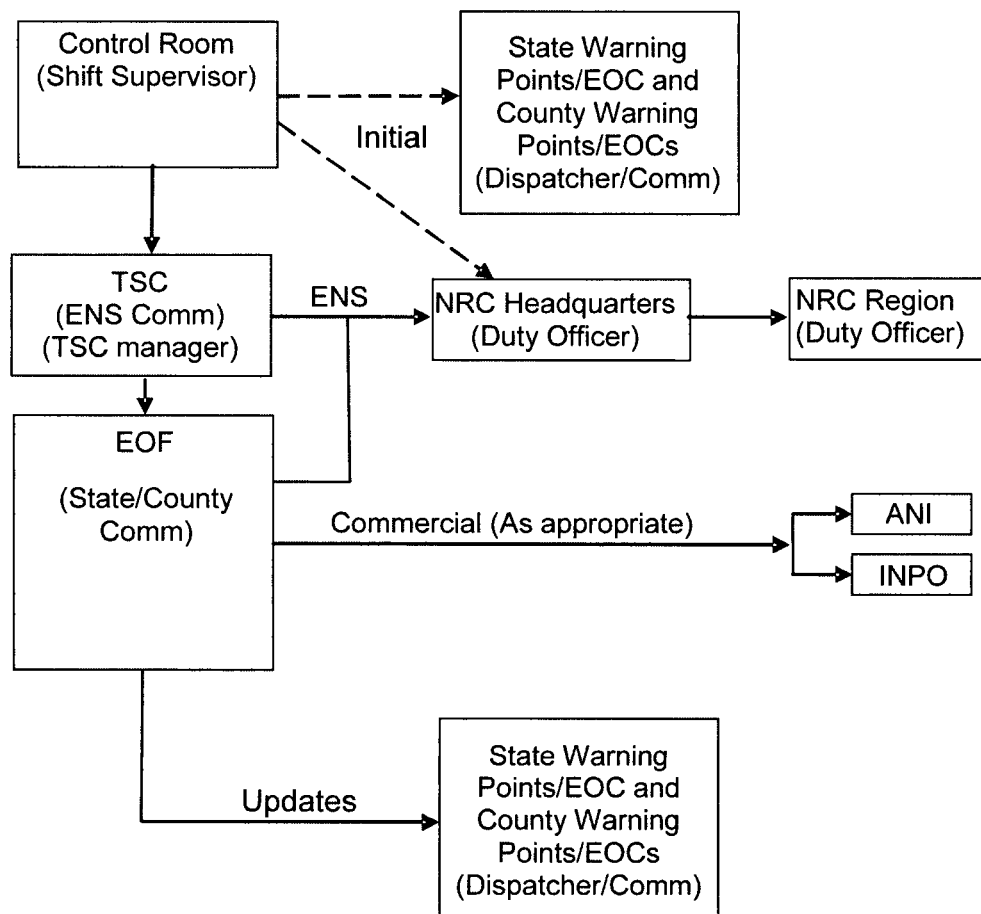 Control Room
(Shift Supervisor)
State Warning
Points/EOC and
County Warning
Points/EOCs
(Dispatcher/Comm)
Initial
TSC
(ENS Comm)
(TSC manager)
ENS
NRC Headquarters
(Duty Officer)
NRC Region
(Duty Officer)
EOF
(State/County
Comm)
Commercial (As appropriate)
ANI
INPO
Updates
State Warning
Points/EOC and
County Warning
Points/EOCs
(Dispatcher/Comm)